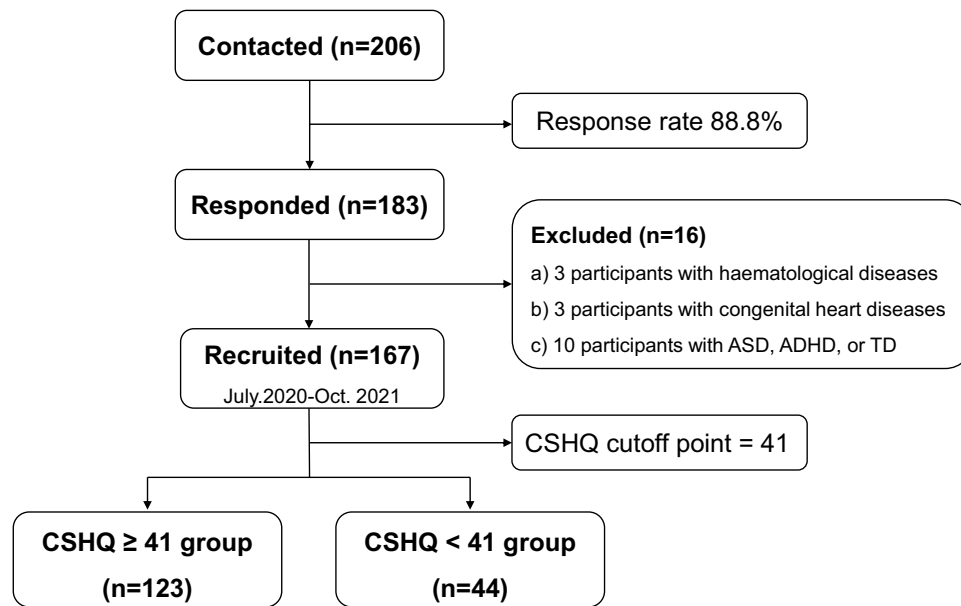 Contacted (n=206)
Response rate 88.8%
Responded (n=183)
Excluded (n=16)
a) 3 participants with haematological diseases
b) 3 participants with congenital heart diseases
c) 10 participants with ASD, ADHD, or TD
Recruited (n=167)
July.2020-Oct. 2021
CSHQ cutoff point = 41
CSHQ ≥ 41 group
(n=123)
CSHQ < 41 group
(n=44)